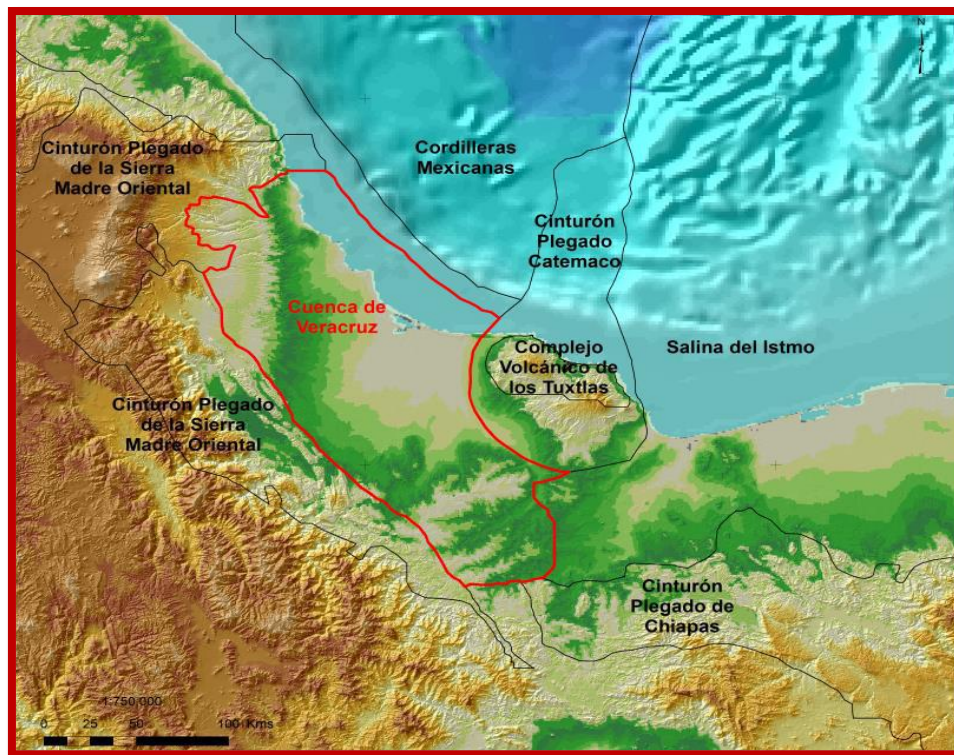 N
Cinturón Plegado
de la Sierra
Madre Oriental
Cordilleras
Mexicanas
Cinturón
Plegado
Catemaco
Cuenca de
Veracruz
Complejo
Volcánico de
los Tuxtlas
Salina del Istmo
Cinturón Plegado
de la Sierra
Madre Oriental
Cinturón
Plegado de
Chiapas
1:750,000
0 25 50 100 Kms